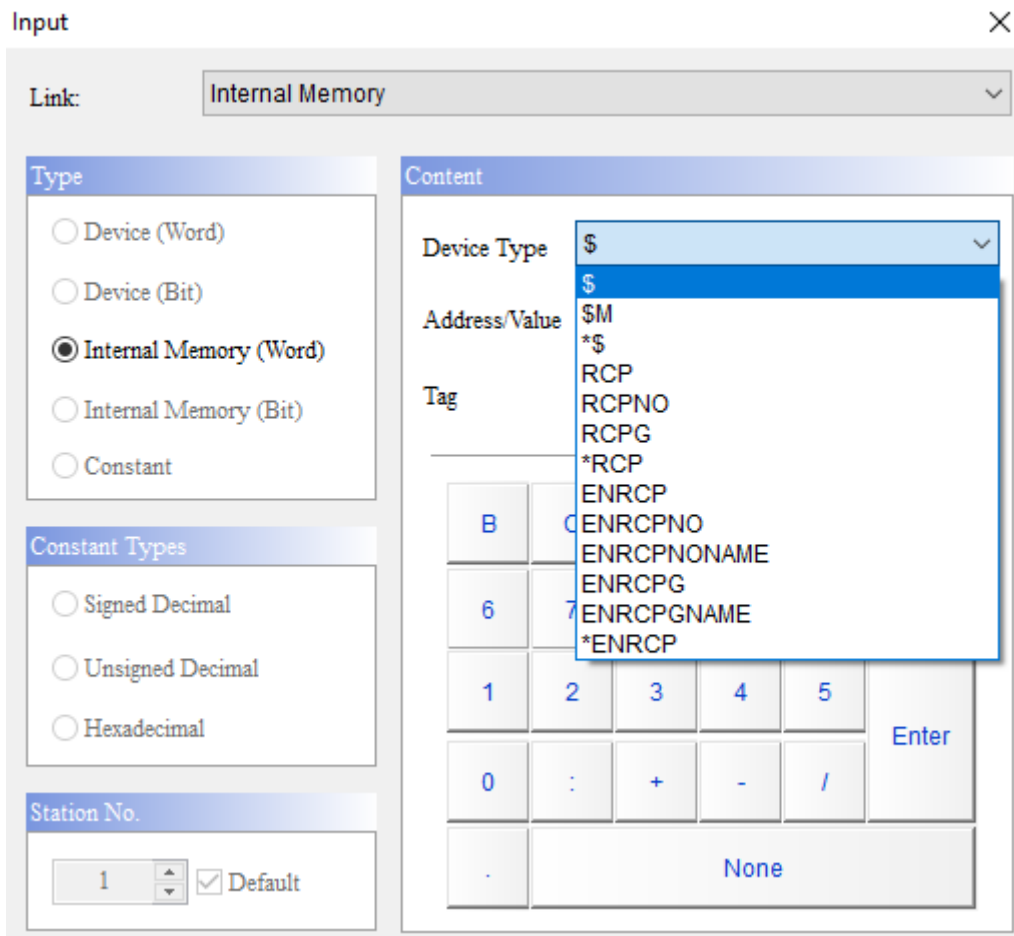 Input
Link:
Internal Memory
Type
Device (Word)
Device (Bit)
Internal Memory (Word)
Internal Memory (Bit)
Constant
Constant Types
Signed Decimal
Unsigned Decimal
Hexadecimal
Station No.
1
Default
Content
Device Type
$
$
$M
*$
RCP
RCPNO
RCPG
*RCP
ENRCP
ENRCPNO
ENRCPNONAME
ENRCPG
ENRCPGNAME
*ENRCP
Address/Value
Tag
B
6 7
1 2 3 4 5
Enter
0 : + - /
. None